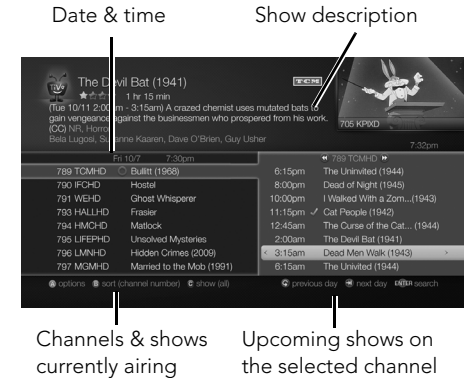 Date & time
Show description
TiVo
The Devil Bat (1941)
TCM
1 hr 15 min
(Tue 10/11 2:00am - 3:15am) A crazed chemist uses mutated bats to
gain vengeance against the businessmen who prospered from his work.
(CC) NR, Horror
Bela Lugosi, Suzanne Kaaren, Dave O'Brien, Guy Usher
705 KPIXD
7:32pm
Fri 10/7 7:30pm
789 TCMHD Bullitt (1968)
790 IFCHD Hostel
791 WEHD Ghost Whisperer
793 HALLHD Frasier
794 HMCHD Matlock
795 LIFEPHD Unsolved Mysteries
796 LMNHD Hidden Crimes (2009)
797 MGMHD Married to the Mob (1991)
789 TCMHD
6:15pm The Uninvited (1944)
8:00pm Dead of Night (1945)
10:00pm I Walked With a Zom...(1943)
11:15pm Cat People (1942)
12:45am The Curse of the Cat... (1944)
2:00am The Devil Bat (1941)
3:15am Dead Men Walk (1943)
6:15am The Univited (1944)
A options B sort (channel number) C show (all)
previous day next day ENTER search
Channels & shows
currently airing
Upcoming shows on
the selected channel